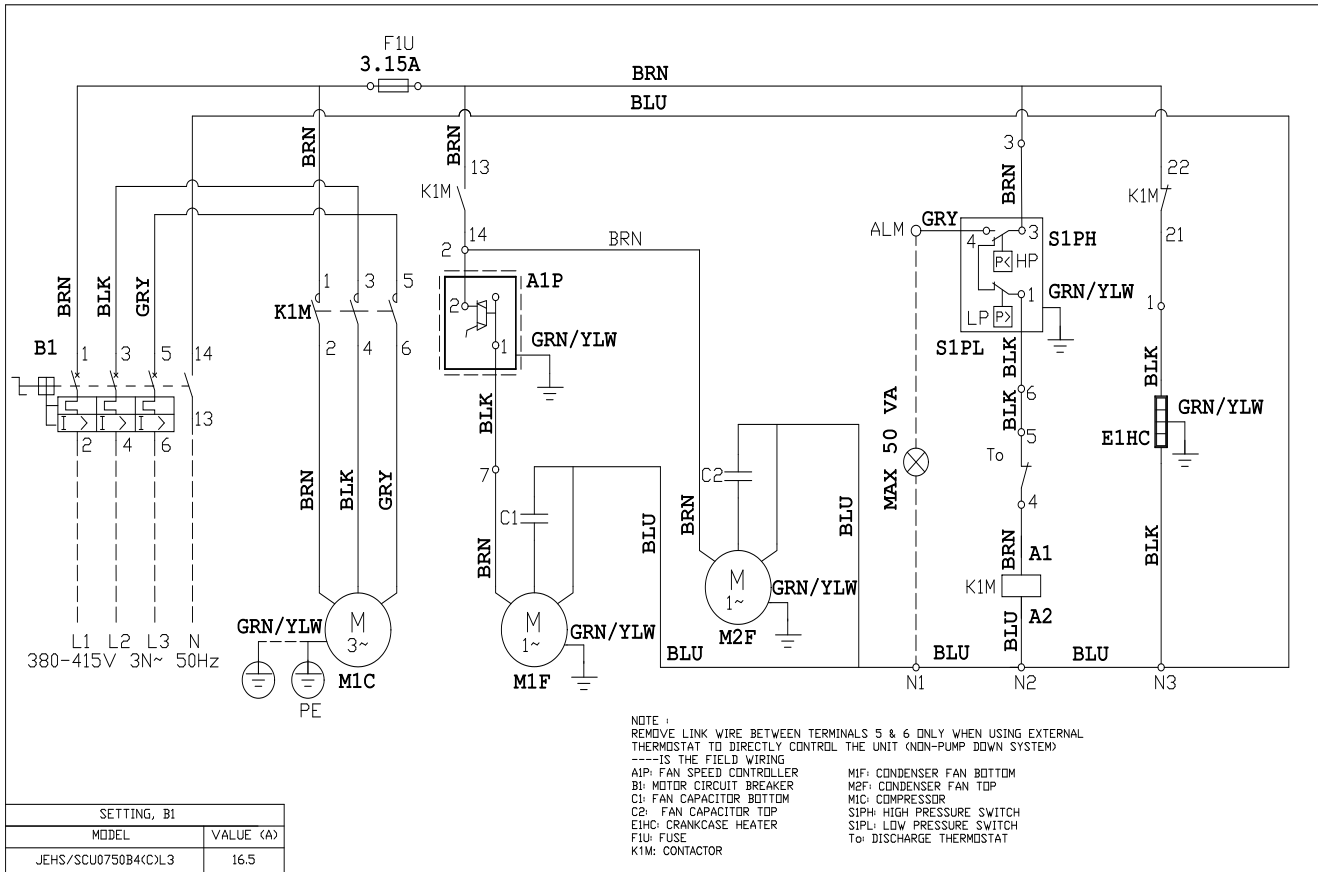 F1U
3.15A
BRN
BLU
BRN
BRN
13
K1M
14
2
BRN
3
BRN
ALM
GRY
4
3
S1PH
P<
HP
1
GRN/YLW
LP
P>
S1PL
22
K1M
21
1
BRN
BLK
GRY
B1
1
3
5
14
I >
I >
I >
13
2
4
6
1
3
5
K1M
2
4
6
A1P
2
1
GRN/YLW
BLK
7
BLK
6
BLK
5
To
4
BLK
GRN/YLW
E1HC
MAX 50 VA
BRN
BLK
GRY
C1
BRN
BLU
C2
BRN
BLU
BRN
A1
K1M
A2
BLU
BLK
L1
L2
L3
N
380-415V 3N~ 50Hz
GRN/YLW
M
3~
M1C
PE
M
1~
GRN/YLW
M1F
M
1~
GRN/YLW
M2F
BLU
BLU
BLU
N1
N2
N3
NOTE :
REMOVE LINK WIRE BETWEEN TERMINALS 5 & 6 ONLY WHEN USING EXTERNAL
THERMOSTAT TO DIRECTLY CONTROL THE UNIT (NON-PUMP DOWN SYSTEM)
----IS THE FIELD WIRING
A1P: FAN SPEED CONTROLLER
B1: MOTOR CIRCUIT BREAKER
C1: FAN CAPACITOR BOTTOM
C2: FAN CAPACITOR TOP
E1HC: CRANKCASE HEATER
F1U: FUSE
K1M: CONTACTOR
M1F: CONDENSER FAN BOTTOM
M2F: CONDENSER FAN TOP
M1C: COMPRESSOR
S1PH: HIGH PRESSURE SWITCH
S1PL: LOW PRESSURE SWITCH
To: DISCHARGE THERMOSTAT
SETTING, B1
MODEL
VALUE (A)
JEHS/SCU0750B4(C)L3
16.5